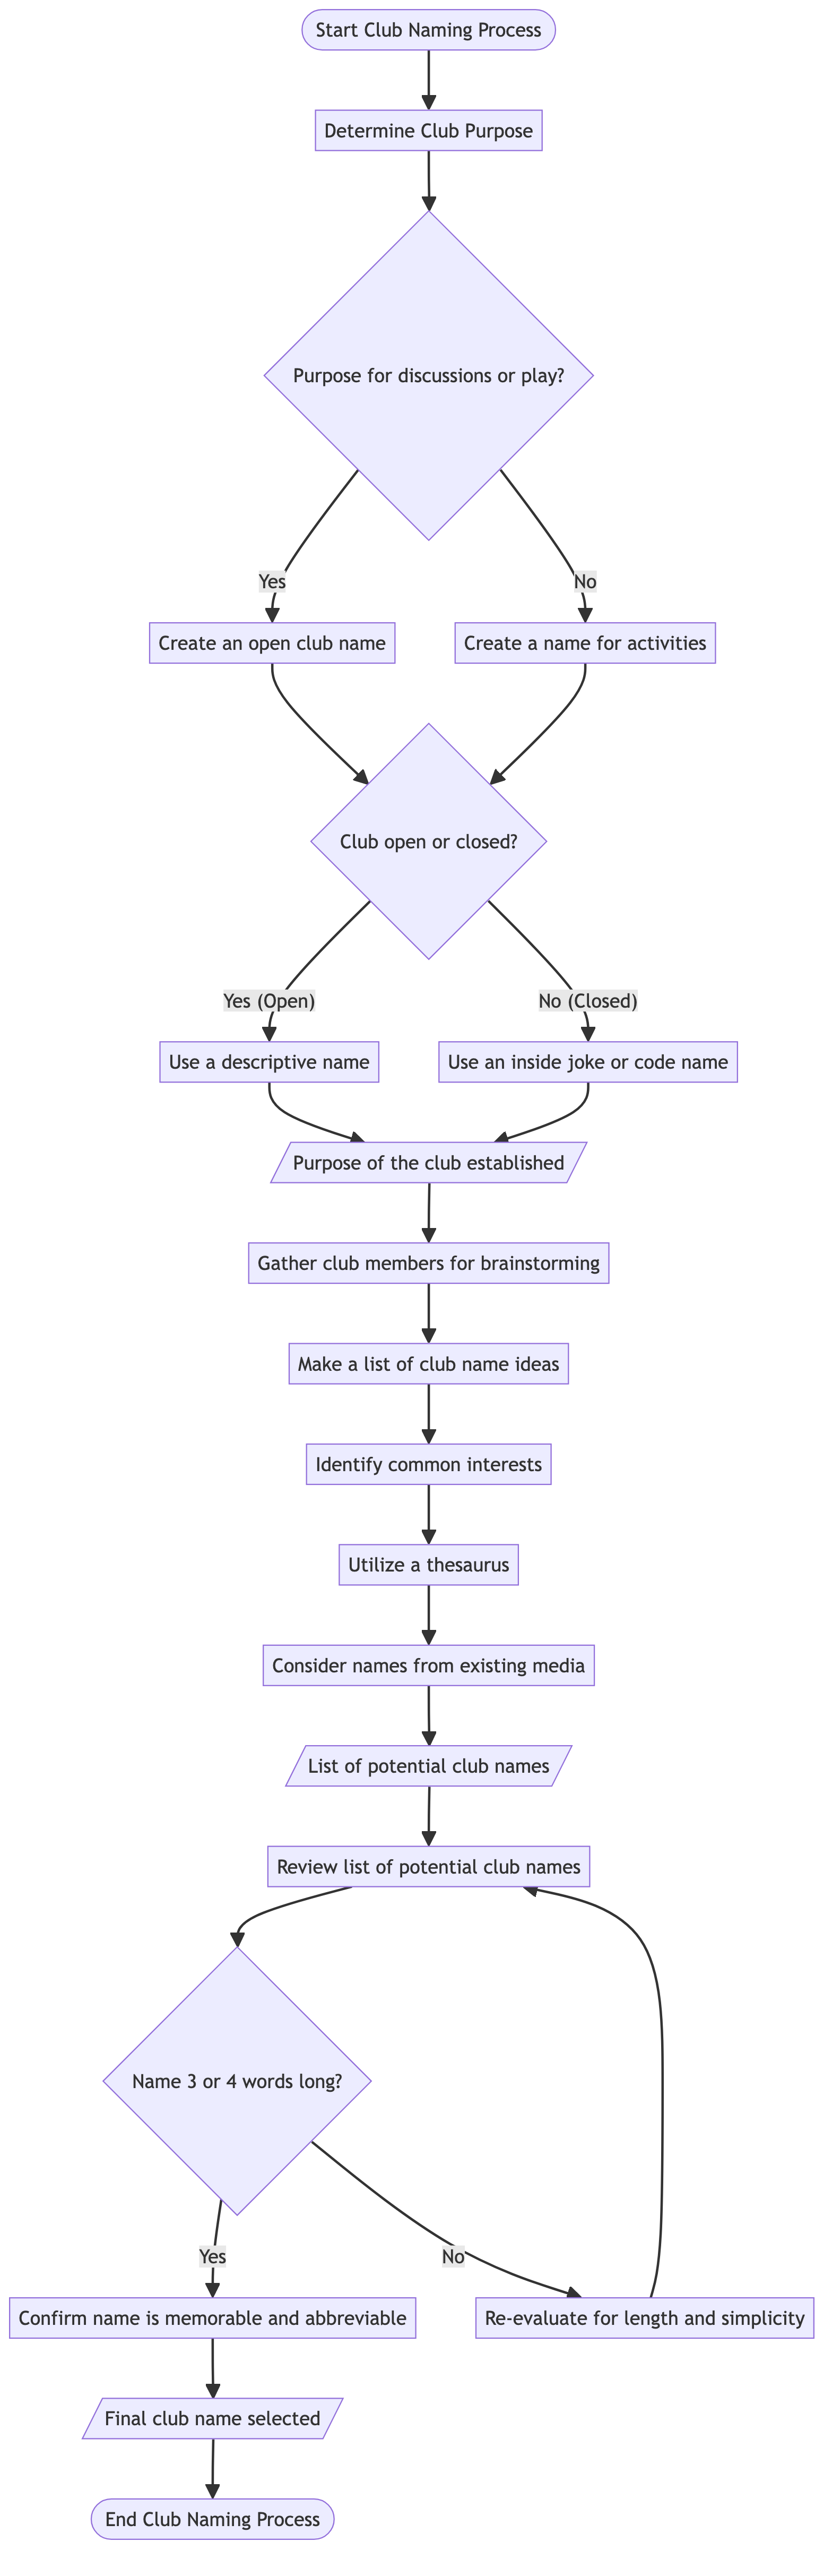 Start Club Naming Process
Determine Club Purpose
Purpose for discussions or play?
Yes
No
Create an open club name
Create a name for activities
Club open or closed?
Yes (Open)
No (Closed)
Use a descriptive name
Use an inside joke or code name
Purpose of the club established
Gather club members for brainstorming
Make a list of club name ideas
Identify common interests
Utilize a thesaurus
Consider names from existing media
List of potential club names
Review list of potential club names
Name 3 or 4 words long?
Yes
No
Confirm name is memorable and abbreviable
Re-evaluate for length and simplicity
Final club name selected
End Club Naming Process